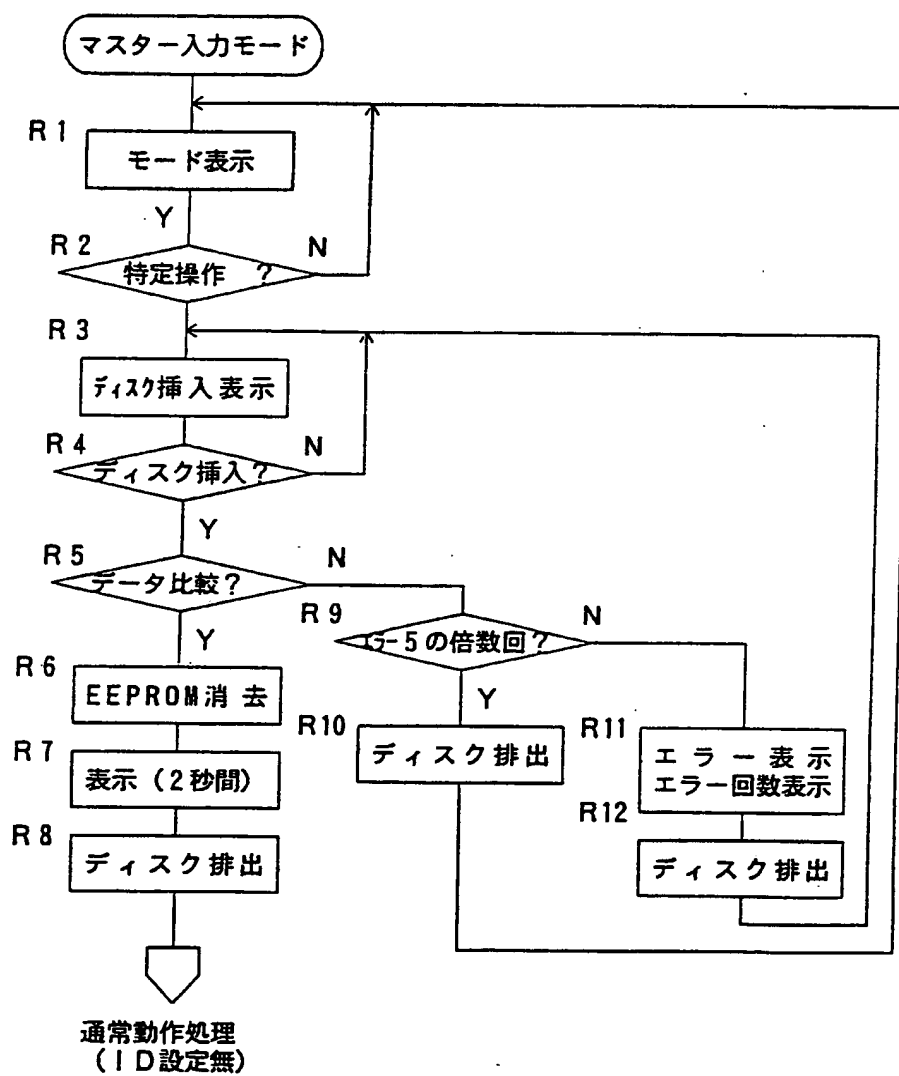 マスター入力モード
R1
モード表示
Y
R2
N
特定操作 ?
R3
ディスク挿入表示
R4
N
ディスク挿入?
Y
R5
N
データ比較?
Y
R9
N
エラー5の倍数回?
Y
R6
EEPROM消去
R7
表示(2秒間)
R8
ディスク排出
R10
ディスク排出
R11
エラー表示
エラー回数表示
R12
ディスク排出
通常動作処理
(ID設定無)